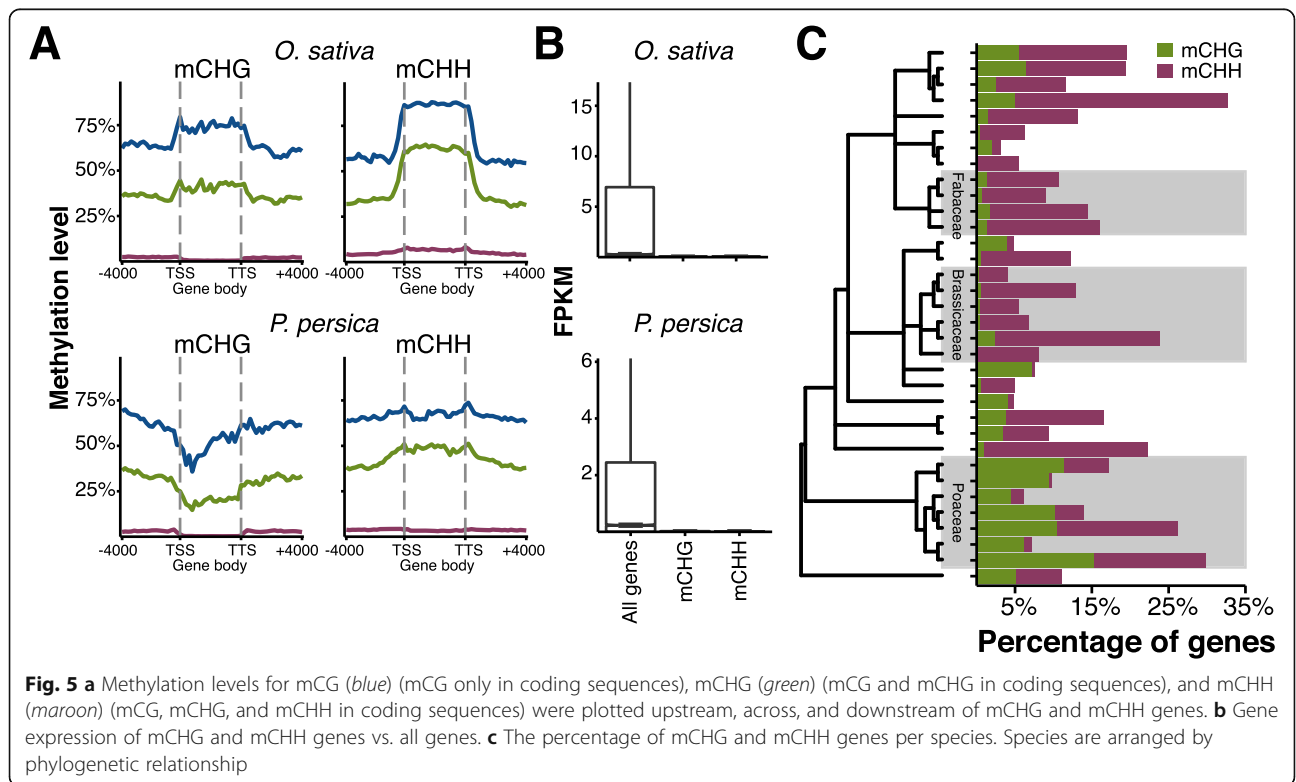 A
B
C
O. sativa
mCHG
mCHH
75%
50%
25%
-4000 TSS TTS +4000
Gene body
-4000 TSS TTS +4000
Gene body
P. persica
mCHG
mCHH
75%
50%
25%
-4000 TSS TTS +4000
Gene body
-4000 TSS TTS +4000
Gene body
Methylation level
O. sativa
15
10
5
P. persica
6
4
2
FPKM
All genes
mCHG
mCHH
mCHG
mCHH
Fabaceae
Brassicaceae
Poaceae
5% 15% 25% 35%
Percentage of genes
Fig. 5 a Methylation levels for mCG (blue) (mCG only in coding sequences), mCHG (green) (mCG and mCHG in coding sequences), and mCHH
(maroon) (mCG, mCHG, and mCHH in coding sequences) were plotted upstream, across, and downstream of mCHG and mCHH genes. b Gene
expression of mCHG and mCHH genes vs. all genes. c The percentage of mCHG and mCHH genes per species. Species are arranged by
phylogenetic relationship